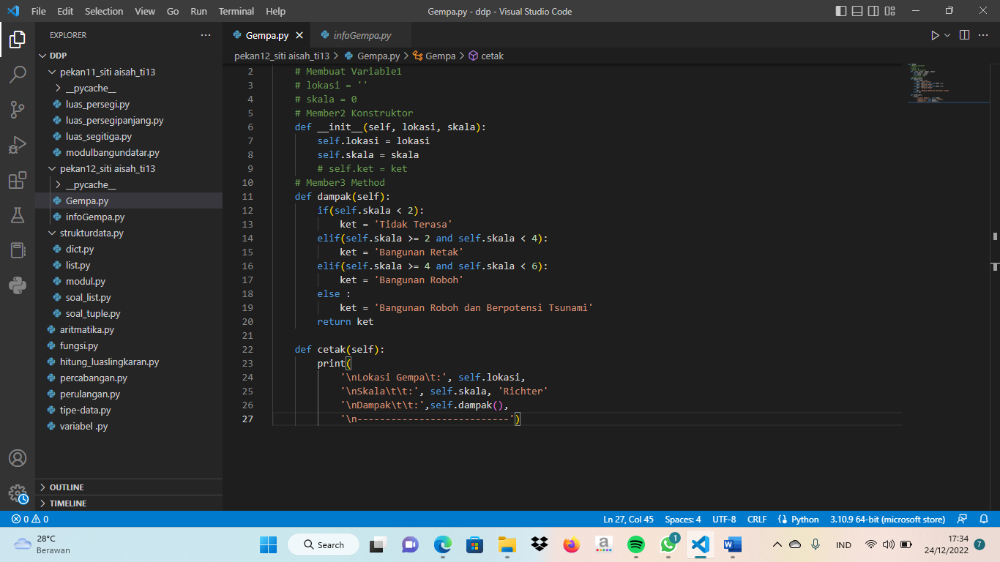 File Edit Selection View Go Run Terminal Help Gempa.py - ddp - Visual Studio Code
EXPLORER
DDP
pekan11_siti aisah_ti13
__pycache__
luas_persegi.py
luas_persegipanjang.py
luas_segitiga.py
modulbangundatar.py
pekan12_siti aisah_ti13
__pycache__
Gempa.py
infoGempa.py
strukturdata.py
dict.py
list.py
modul.py
soal_list.py
soal_tuple.py
aritmatika.py
fungsi.py
hitung_luaslingkaran.py
percabangan.py
perulangan.py
tipe-data.py
variabel .py
OUTLINE
TIMELINE
Gempa.py infoGempa.py
pekan12_siti aisah_ti13 > Gempa.py > Gempa > cetak
2 # Membuat Variable1
3 # lokasi = ''
4 # skala = 0
5 # Member2 Konstruktor
6 def __init__(self, lokasi, skala):
7 self.lokasi = lokasi
8 self.skala = skala
9 # self.ket = ket
10 # Member3 Method
11 def dampak(self):
12 if(self.skala < 2):
13 ket = 'Tidak Terasa'
14 elif(self.skala >= 2 and self.skala < 4):
15 ket = 'Bangunan Retak'
16 elif(self.skala >= 4 and self.skala < 6):
17 ket = 'Bangunan Roboh'
18 else :
19 ket = 'Bangunan Roboh dan Berpotensi Tsunami'
20 return ket
21
22 def cetak(self):
23 print(
24 '\nLokasi Gempa\t:', self.lokasi,
25 '\nSkala\t\t:', self.skala, 'Richter'
26 '\nDampak\t\t:',self.dampak(),
27 '\n---------------------------')
0 0 Ln 27, Col 45 Spaces: 4 UTF-8 CRLF Python 3.10.9 64-bit (microsoft store)
28°C
Berawan
Search
a
1
W
IND
17:34
24/12/2022
7